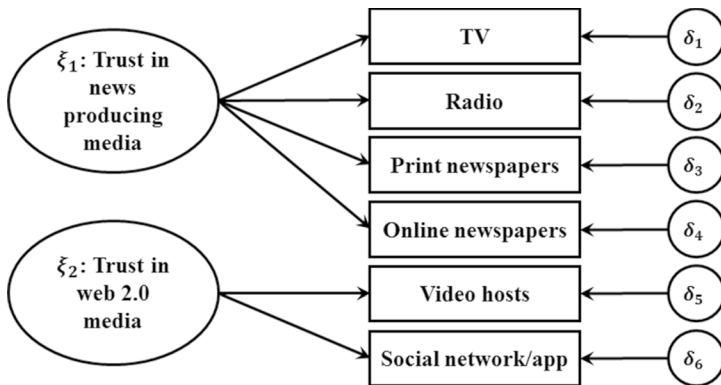 ξ₁: Trust in
news
producing
media
TV
δ₁
Radio
δ₂
Print newspapers
δ₃
Online newspapers
δ₄
ξ₂: Trust in
web 2.0
media
Video hosts
δ₅
Social network/app
δ₆